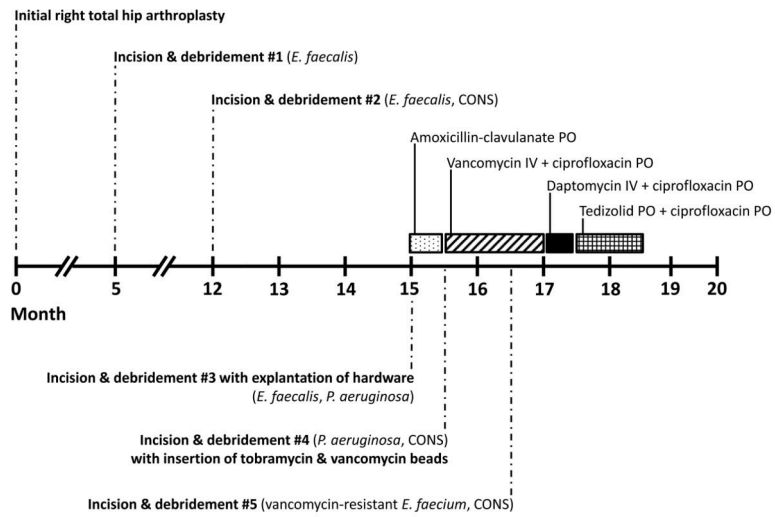 Initial right total hip arthroplasty
Incision & debridement #1 (E. faecalis)
Incision & debridement #2 (E. faecalis, CONS)
Amoxicillin-clavulanate PO
Vancomycin IV + ciprofloxacin PO
Daptomycin IV + ciprofloxacin PO
Tedizolid PO + ciprofloxacin PO
0 5 12 13 14 15 16 17 18 19 20
Month
Incision & debridement #3 with explantation of hardware
(E. faecalis, P. aeruginosa)
Incision & debridement #4 (P. aeruginosa, CONS)
with insertion of tobramycin & vancomycin beads
Incision & debridement #5 (vancomycin-resistant E. faecium, CONS)